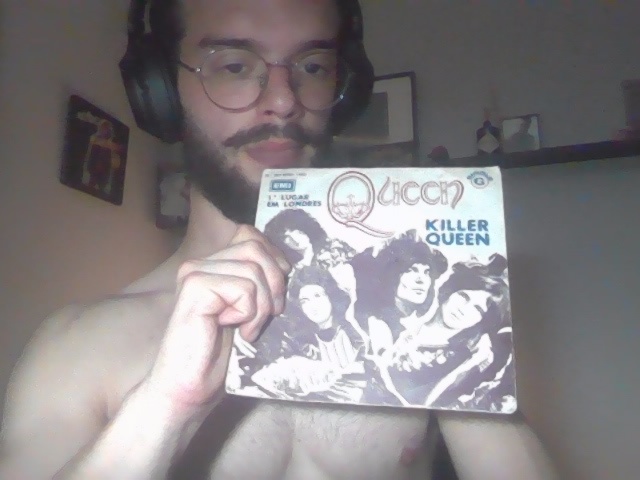 EMI
1.º LUGAR
EM LONDRES
Queen
G
KILLER
QUEEN